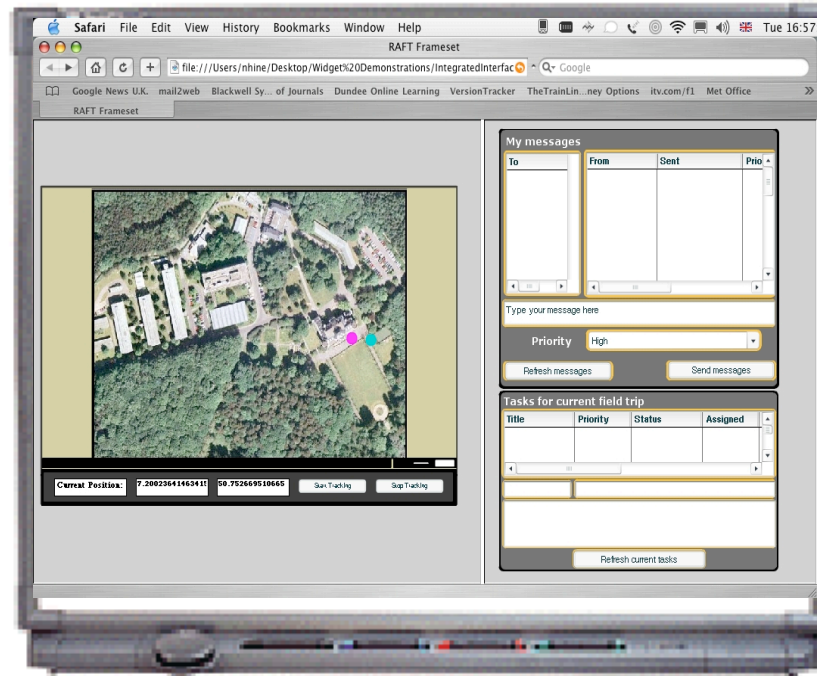 Safari File Edit View History Bookmarks Window Help Tue 16:57
RAFT Frameset
file:///Users/nhine/Desktop/Widget%20Demonstrations/IntegratedInterfac
Google
Google News U.K. mail2web Blackwell Sy... of Journals Dundee Online Learning VersionTracker TheTrainLin...ney Options itv.com/f1 Met Office »
RAFT Frameset
My messages
To From Sent Prio
Type your message here
Priority High
Refresh messages Send messages
Tasks for current field trip
Title Priority Status Assigned
Current Position: 7.2002364146341 50.752669510665 Start Tracking Stop Tracking
Refresh current tasks